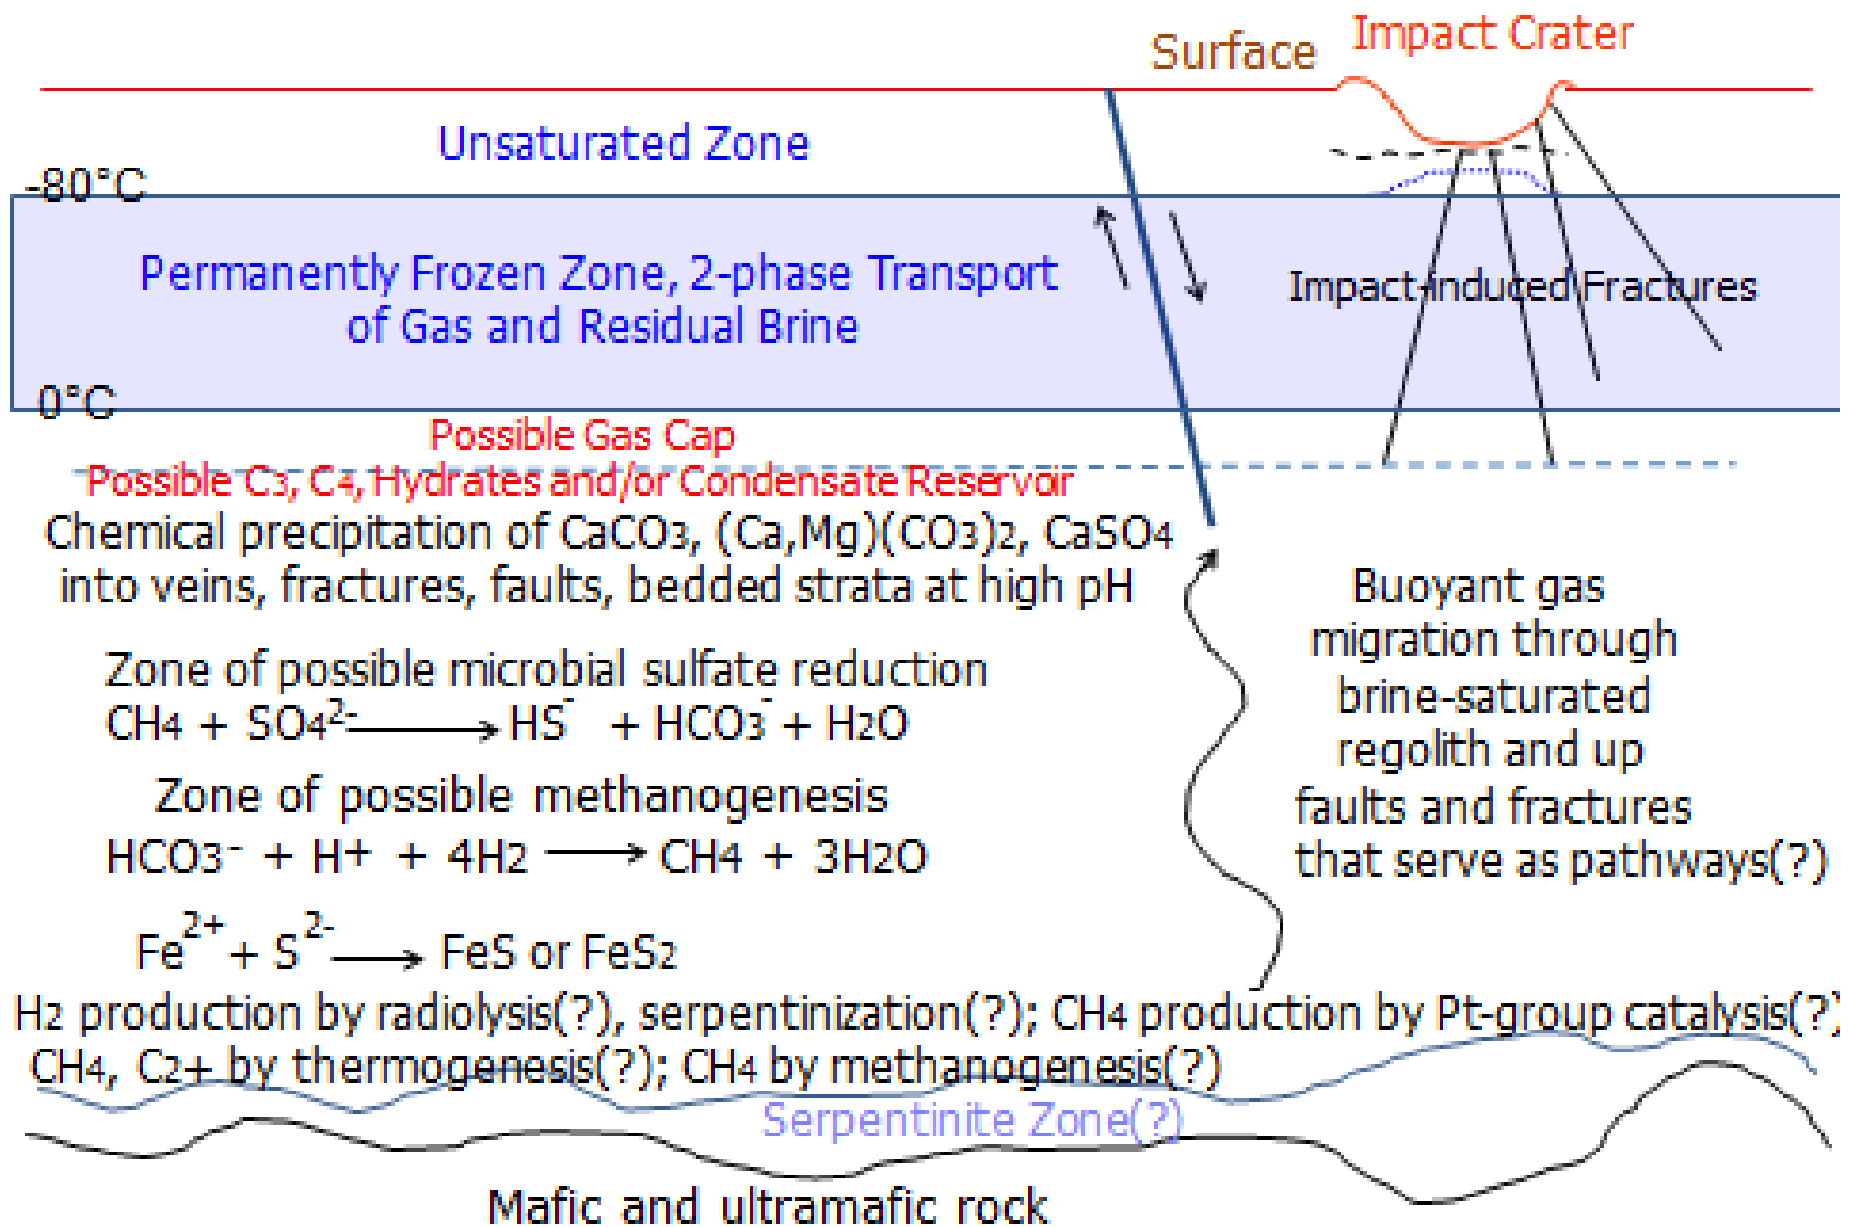 Surface
Impact Crater
Unsaturated Zone
-80°C
Permanently Frozen Zone, 2-phase Transport
of Gas and Residual Brine
Impact-induced Fractures
0°C
Possible Gas Cap
Possible C3, C4, Hydrates and/or Condensate Reservoir
Chemical precipitation of CaCO3, (Ca,Mg)(CO3)2, CaSO4
into veins, fractures, faults, bedded strata at high pH
Zone of possible microbial sulfate reduction
CH4 + SO4²⁻ → HS⁻ + HCO3⁻ + H2O
Zone of possible methanogenesis
HCO3⁻ + H+ + 4H2 → CH4 + 3H2O
Fe²⁺ + S²⁻ → FeS or FeS2
Buoyant gas
migration through
brine-saturated
regolith and up
faults and fractures
that serve as pathways(?)
H2 production by radiolysis(?), serpentinization(?); CH4 production by Pt-group catalysis(?)
CH4, C2+ by thermogenesis(?); CH4 by methanogenesis(?)
Serpentinite Zone(?)
Mafic and ultramafic rock